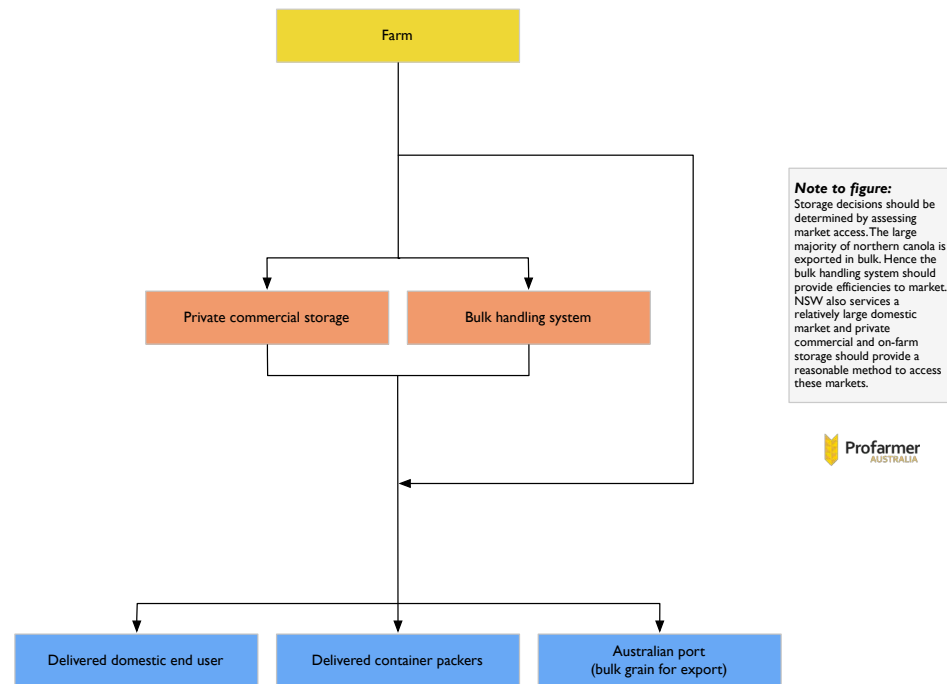 Farm
Note to figure:
Storage decisions should be
determined by assessing
market access. The large
majority of northern canola is
exported in bulk. Hence the
bulk handling system should
provide efficiencies to market.
NSW also services a
relatively large domestic
market and private
commercial and on-farm
storage should provide a
reasonable method to access
these markets.
Private commercial storage
Bulk handling system
Profarmer
AUSTRALIA
Delivered domestic end user
Delivered container packers
Australian port
(bulk grain for export)